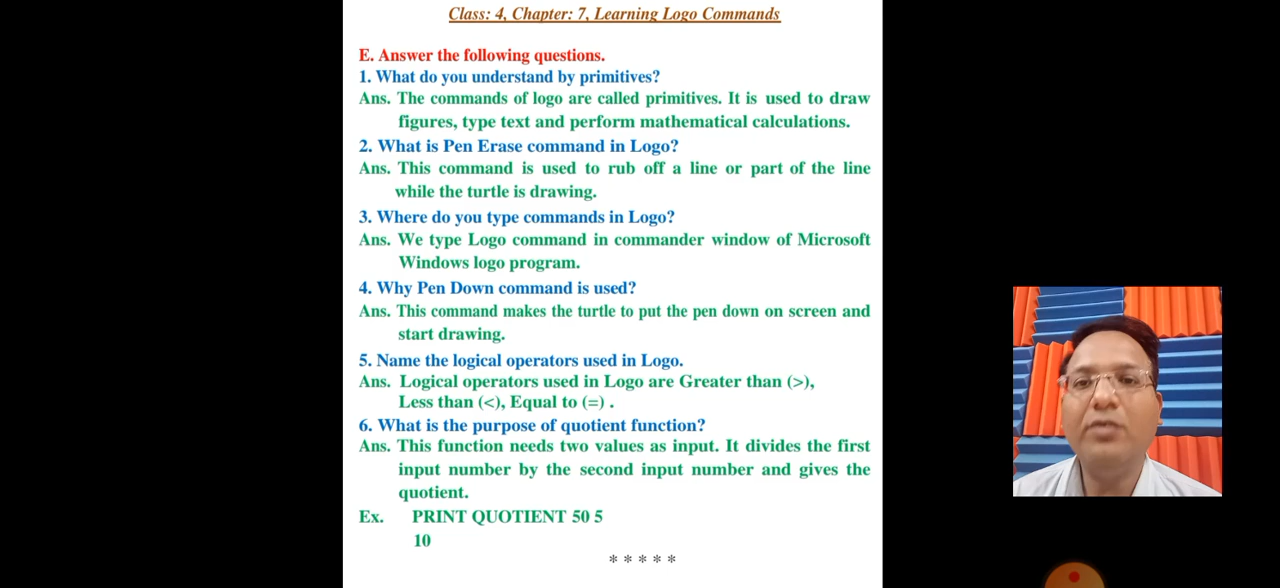 Class: 4, Chapter: 7, Learning Logo Commands
E. Answer the following questions.
1. What do you understand by primitives?
Ans. The commands of logo are called primitives. It is used to draw
figures, type text and perform mathematical calculations.
2. What is Pen Erase command in Logo?
Ans. This command is used to rub off a line or part of the line
while the turtle is drawing.
3. Where do you type commands in Logo?
Ans. We type Logo command in commander window of Microsoft
Windows logo program.
4. Why Pen Down command is used?
Ans. This command makes the turtle to put the pen down on screen and
start drawing.
5. Name the logical operators used in Logo.
Ans. Logical operators used in Logo are Greater than (>),
Less than (<), Equal to (=) .
6. What is the purpose of quotient function?
Ans. This function needs two values as input. It divides the first
input number by the second input number and gives the
quotient.
Ex. PRINT QUOTIENT 50 5
10
* * * * *